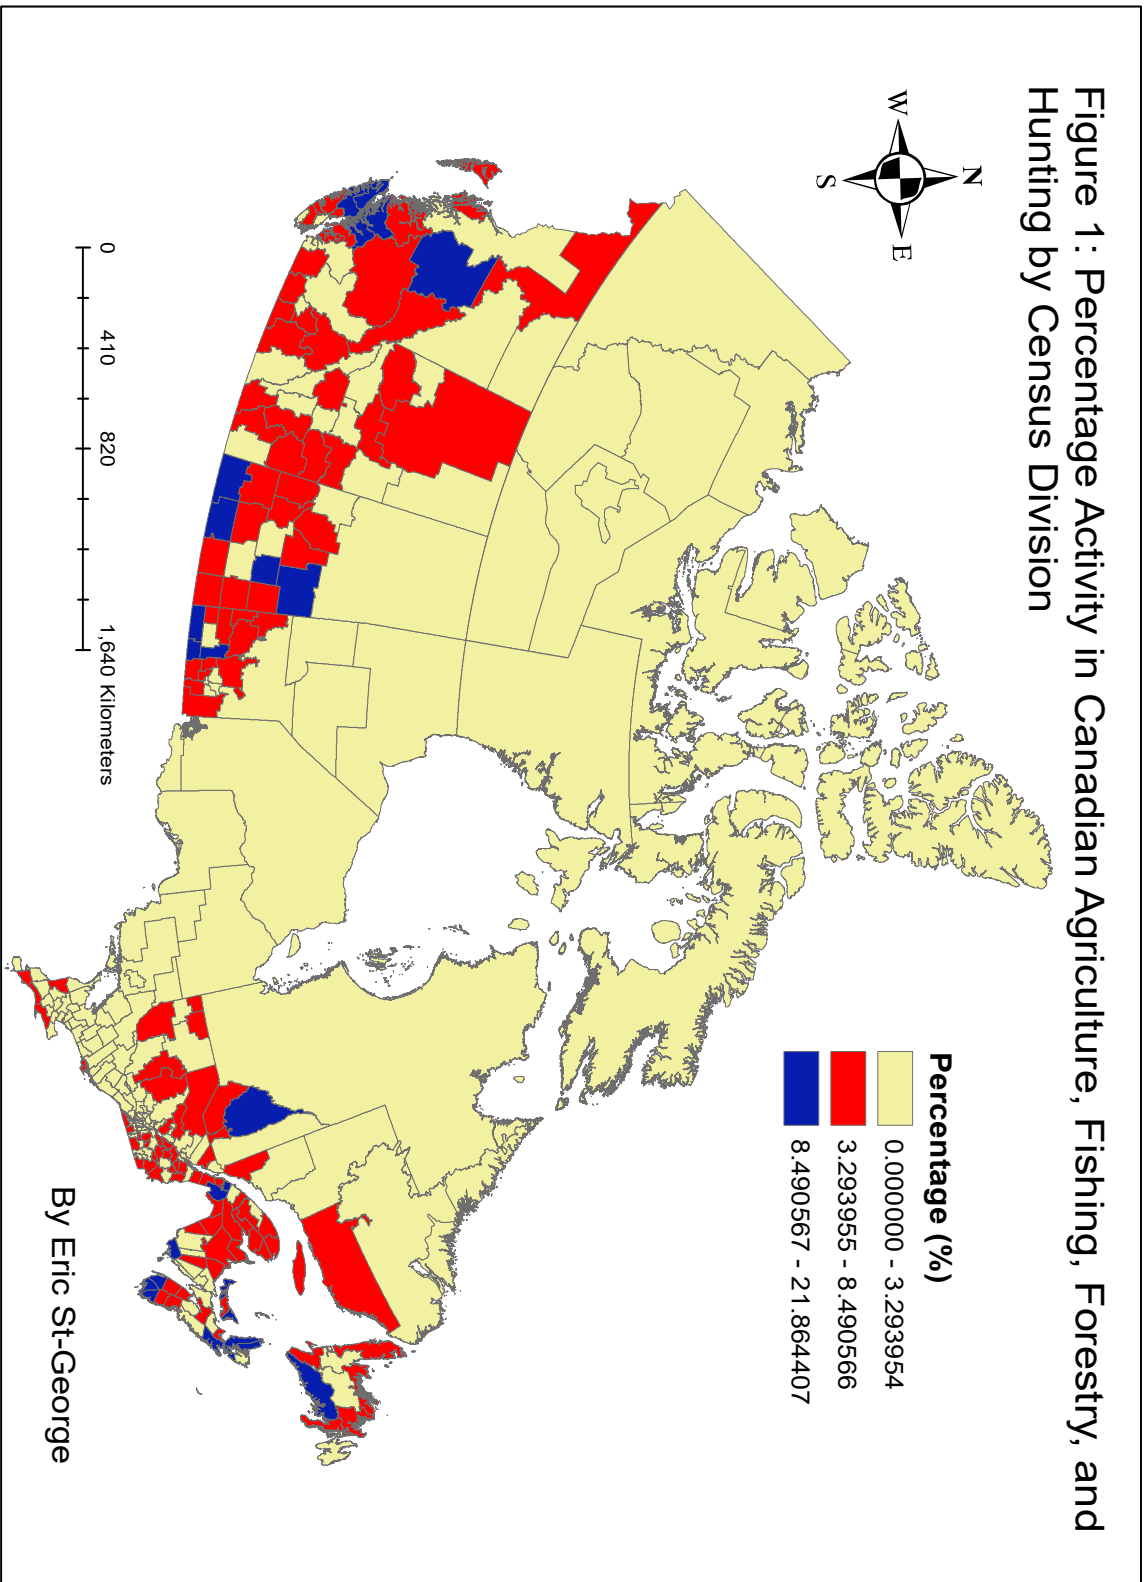 Figure 1: Percentage Activity in Canadian Agriculture, Fishing, Forestry, and
Hunting by Census Division
N
W
E
S
Percentage (%)
0.000000 - 3.293954
3.293955 - 8.490566
8.490567 - 21.864407
0 410 820 1,640 Kilometers
By Eric St-George